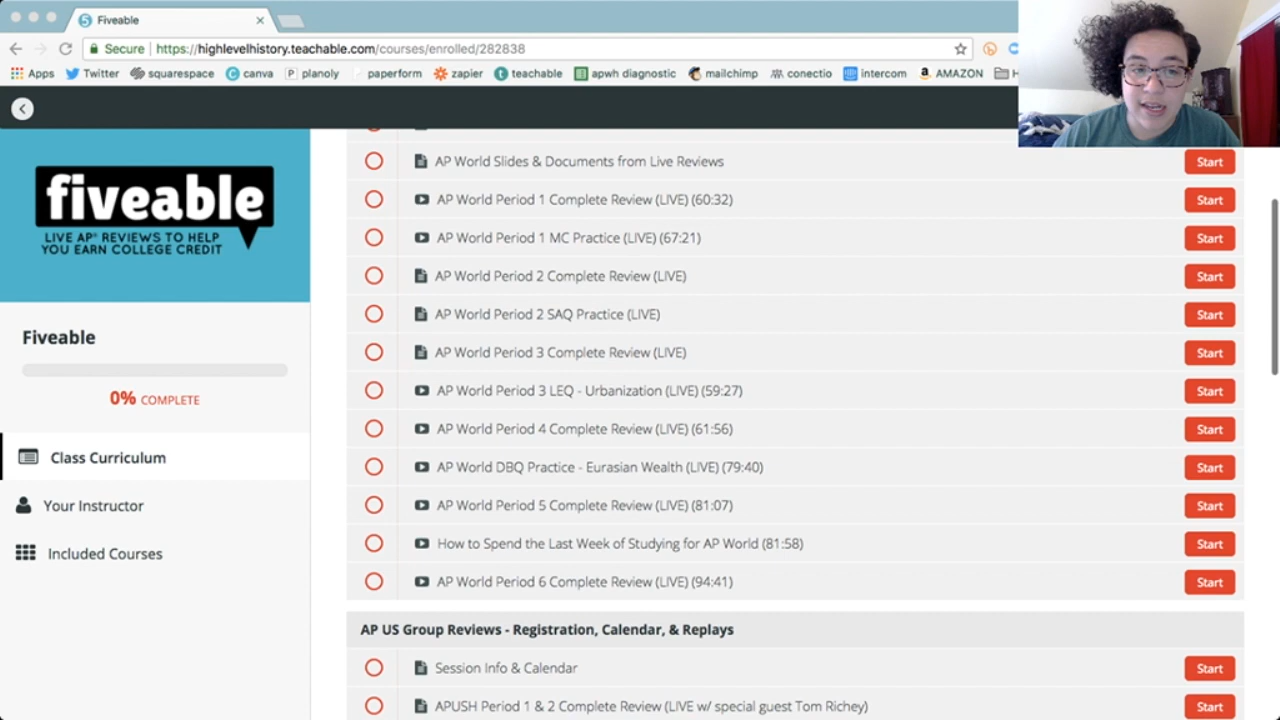 Fiveable
Secure https://highlevelhistory.teachable.com/courses/enrolled/282838
Apps Twitter squarespace canva planoly paperform zapier teachable apwh diagnostic mailchimp conectio intercom AMAZON
fiveable
LIVE AP® REVIEWS TO HELP
YOU EARN COLLEGE CREDIT
Fiveable
0% COMPLETE
Class Curriculum
Your Instructor
Included Courses
AP World Slides & Documents from Live Reviews Start
AP World Period 1 Complete Review (LIVE) (60:32) Start
AP World Period 1 MC Practice (LIVE) (67:21) Start
AP World Period 2 Complete Review (LIVE) Start
AP World Period 2 SAQ Practice (LIVE) Start
AP World Period 3 Complete Review (LIVE) Start
AP World Period 3 LEQ - Urbanization (LIVE) (59:27) Start
AP World Period 4 Complete Review (LIVE) (61:56) Start
AP World DBQ Practice - Eurasian Wealth (LIVE) (79:40) Start
AP World Period 5 Complete Review (LIVE) (81:07) Start
How to Spend the Last Week of Studying for AP World (81:58) Start
AP World Period 6 Complete Review (LIVE) (94:41) Start
AP US Group Reviews - Registration, Calendar, & Replays
Session Info & Calendar Start
APUSH Period 1 & 2 Complete Review (LIVE w/ special guest Tom Richey) Start